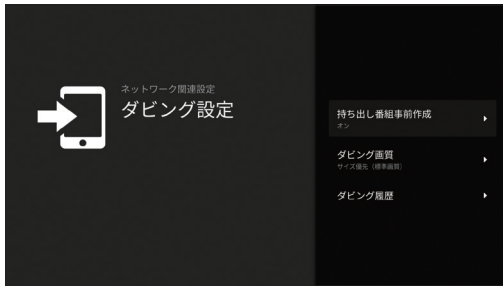 ネットワーク関連設定
ダビング設定
持ち出し番組事前作成
オン
ダビング画質
サイズ優先（標準画質）
ダビング履歴